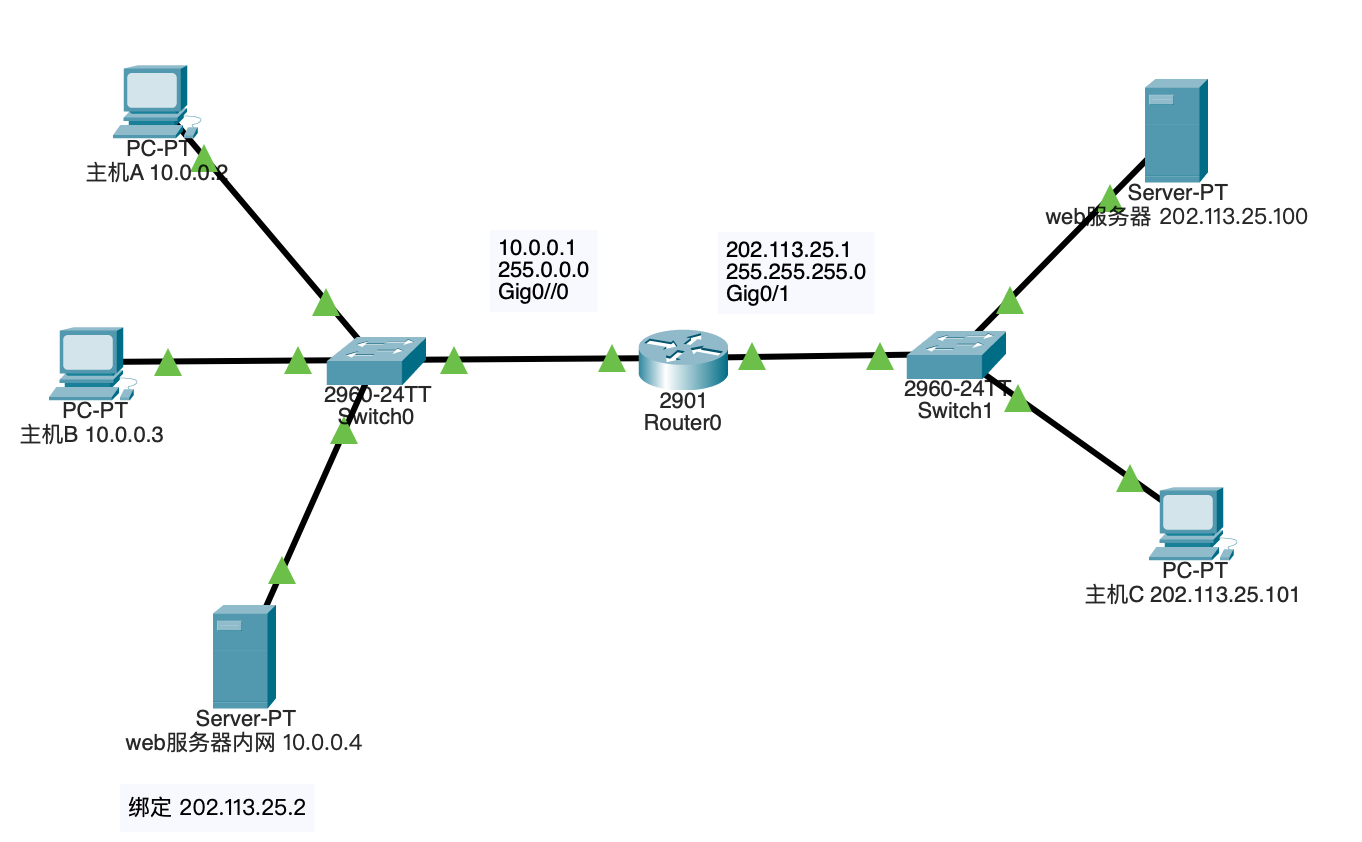 PC-PT
主机A 10.0.0.2
Server-PT
web服务器 202.113.25.100
10.0.0.1
255.0.0.0
Gig0//0
202.113.25.1
255.255.255.0
Gig0/1
PC-PT
主机B 10.0.0.3
2960-24TT
Switch0
2901
Router0
2960-24TT
Switch1
PC-PT
主机C 202.113.25.101
Server-PT
web服务器内网 10.0.0.4
绑定 202.113.25.2